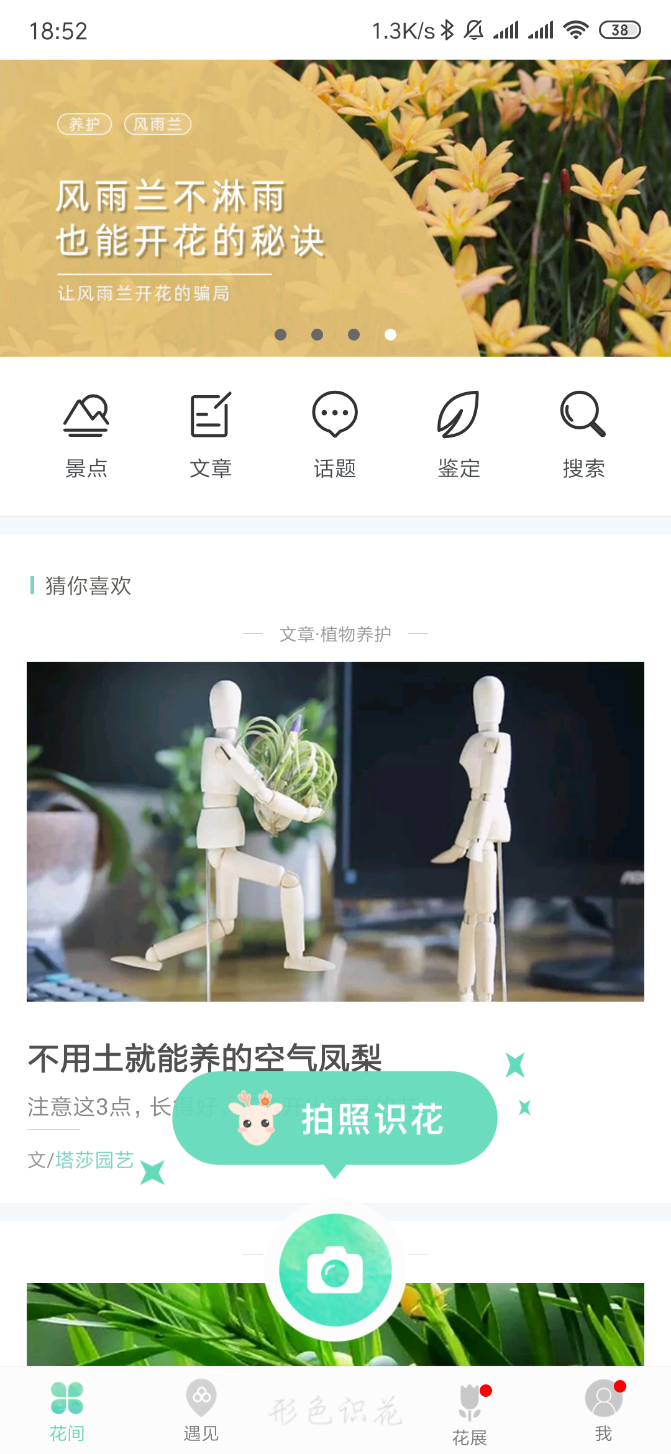 18:52 1.3K/s 38
养护 风雨兰
风雨兰不淋雨
也能开花的秘诀
让风雨兰开花的骗局
景点 文章 话题 鉴定 搜索
猜你喜欢
文章·植物养护
不用土就能养的空气凤梨
注意这3点，长得好，
拍照识花
文/塔莎园艺
花间 遇见 形色识花 花展 我